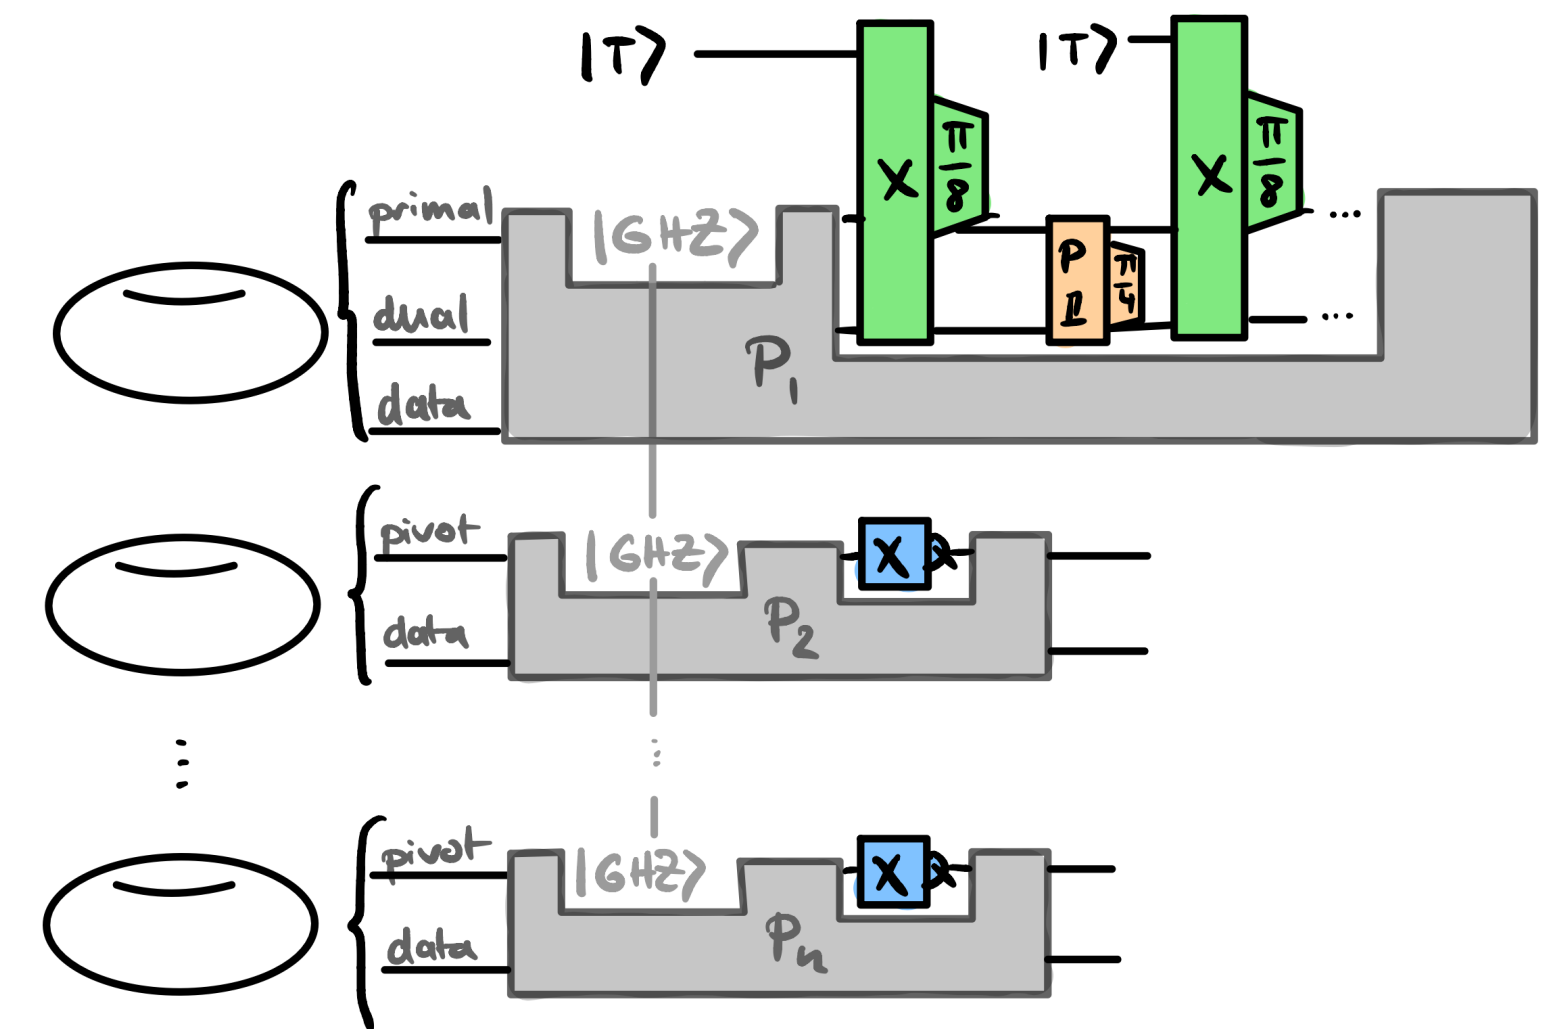 |T⟩ |T⟩
X π/8 X π/8
primal |GHZ⟩ P π/4 ...
dual P₁ I ...
data
pivot |GHZ⟩ X
data P₂
pivot |GHZ⟩ X
data Pₙ